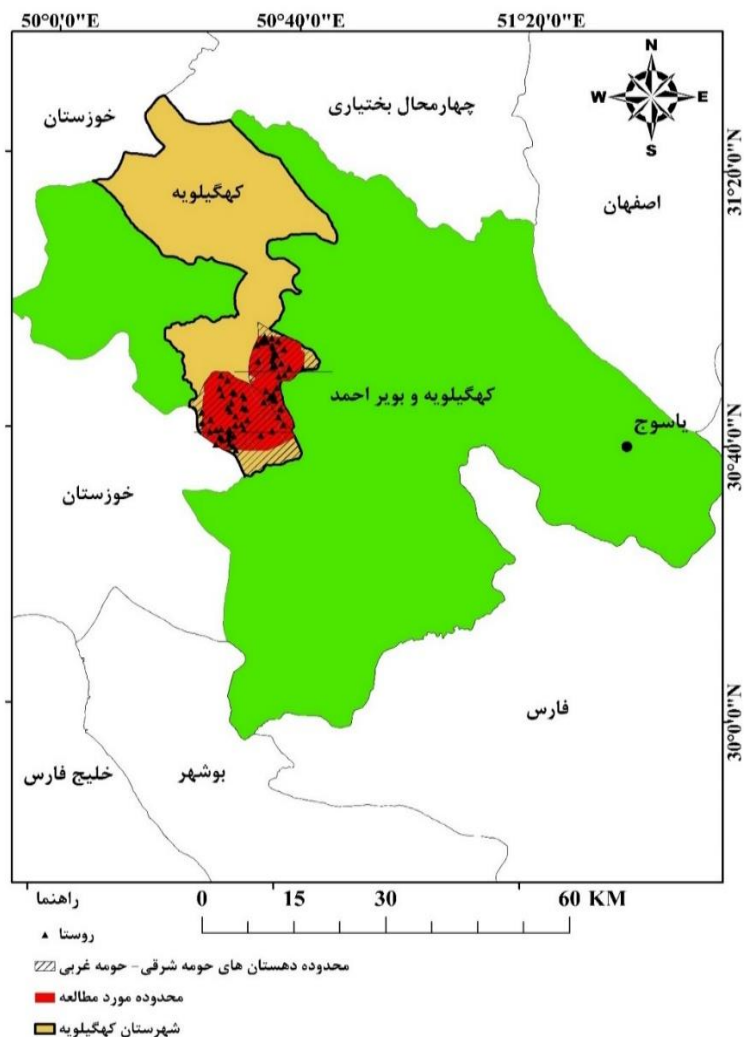 50°0'0"E 50°40'0"E 51°20'0"E
N
W E
S
چهارمحال بختیاری
خوزستان
31°20'0"N
کهگیلویه
اصفهان
کهگیلویه و بویر احمد
یاسوج
30°40'0"N
خوزستان
30°0'0"N
فارس
بوشهر
خلیج فارس
راهنما
0 15 30 60 KM
روستا
محدوده دهستان های حومه شرقی- حومه غربی
محدوده مورد مطالعه
شهرستان کهگیلویه